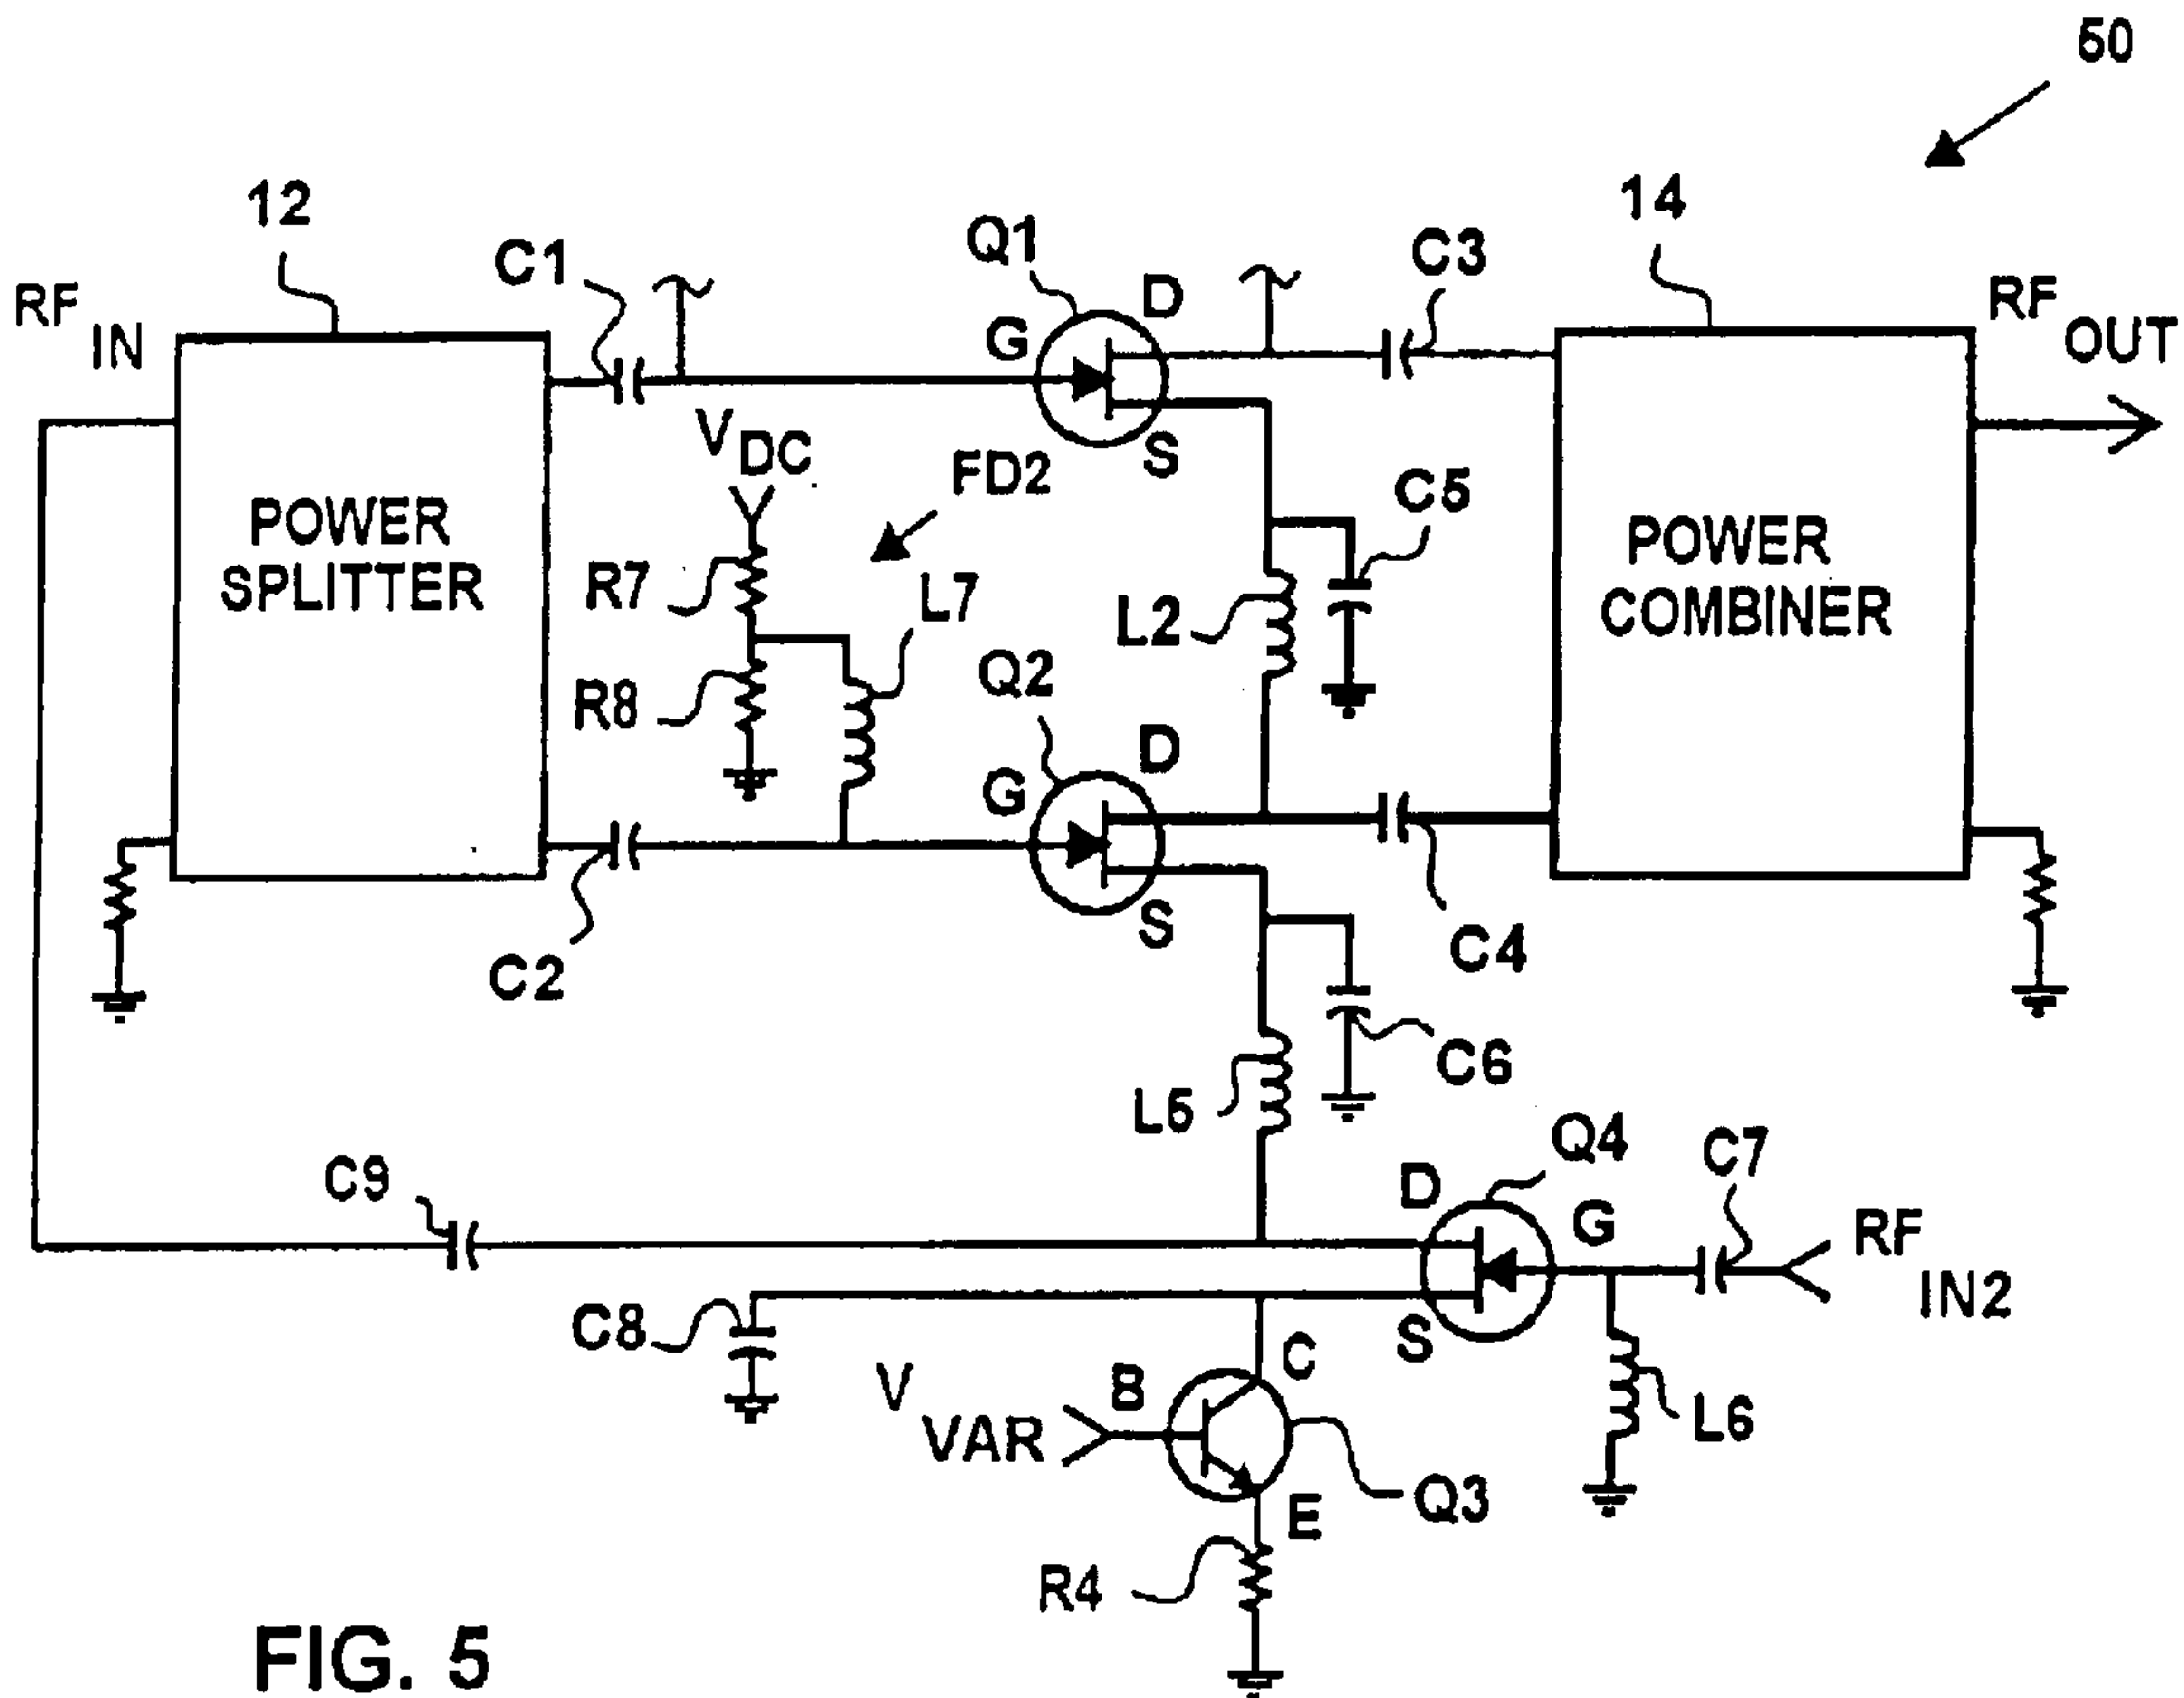 50
12
14
Q1
C1
D
C3
RF IN
RF OUT
G
V DC
S
FD2
C5
POWER SPLITTER
POWER COMBINER
R7
L7
L2
Q2
R8
D
G
S
C4
C2
C6
L5
Q4
C7
C9
D
G
RF IN2
C8
S
C
V VAR
B
L6
Q3
E
R4
FIG. 5